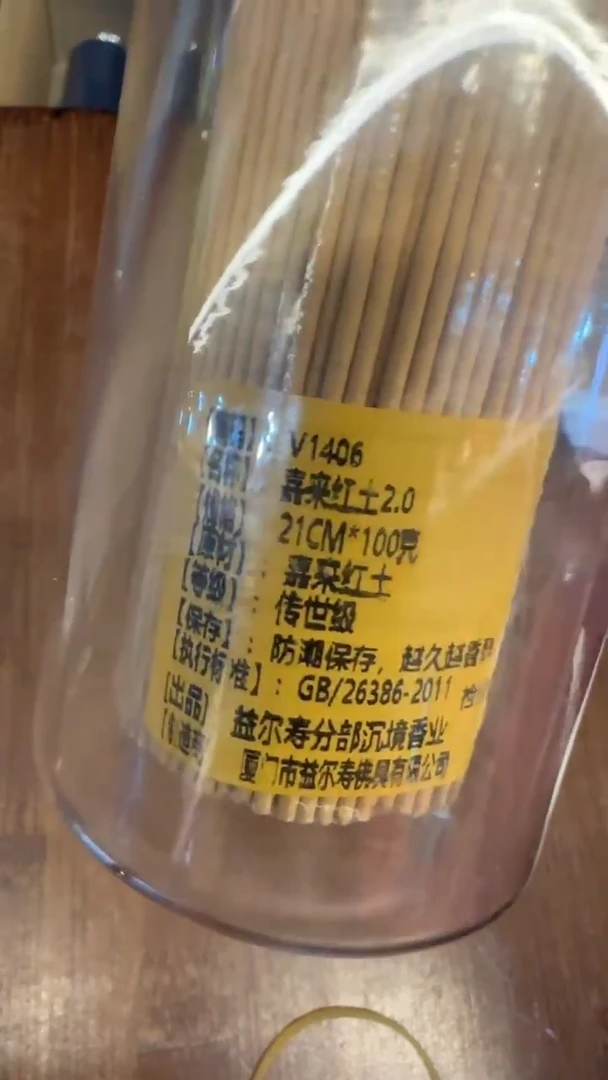 V1406
【名称】: 嘉来红土2.0
21CM*100克
【原材】: 嘉来红土
【等级】: 传世级
【保存】: 防潮保存，越久越香醇
【执行标准】: GB/26386-2011
【出品】 益尔寿分部沉境香业
厦门市益尔寿佛具有限公司